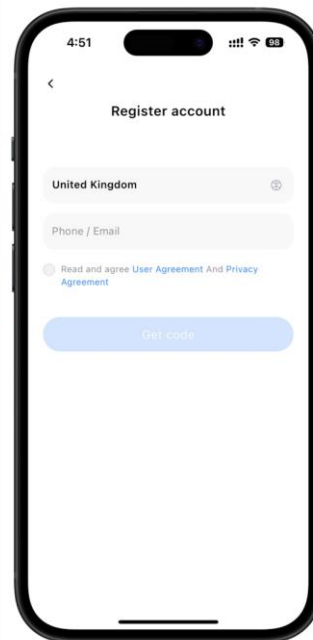 4:51
98
Register account
United Kingdom
Phone / Email
Read and agree User Agreement And Privacy
Agreement
Get code